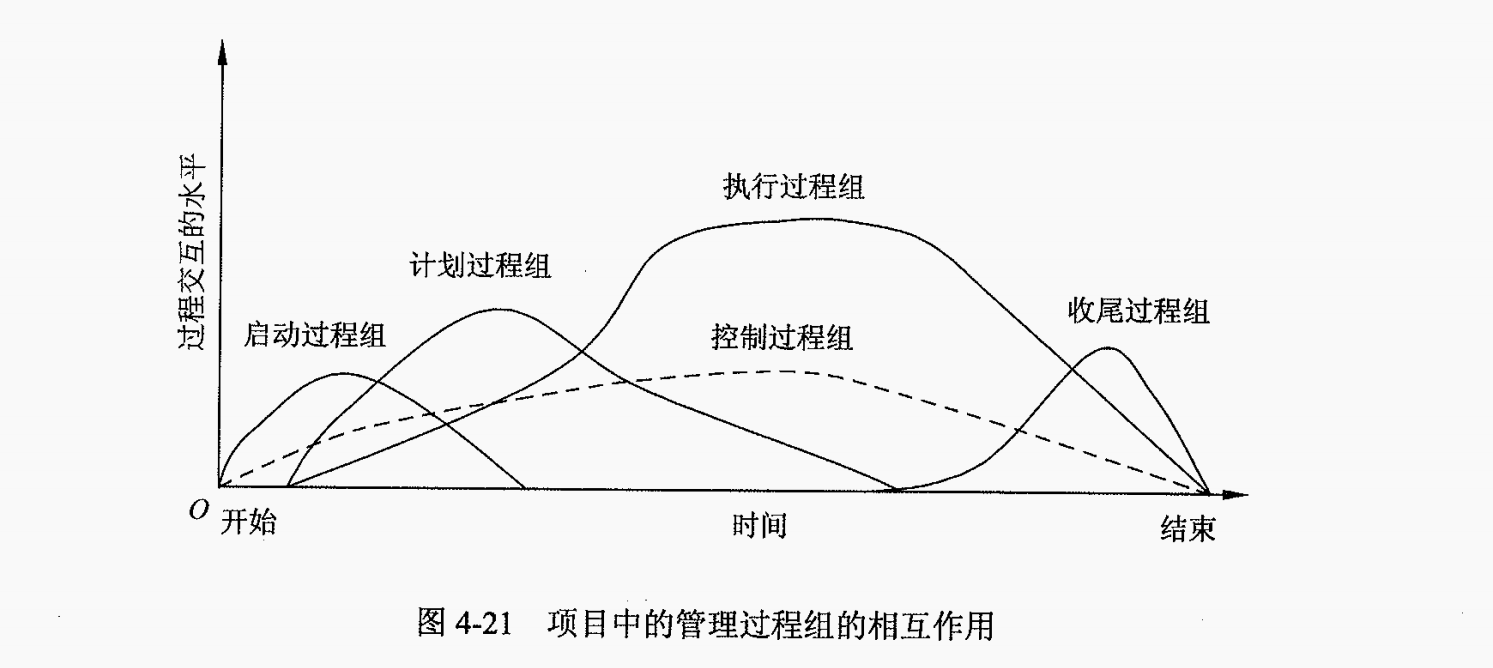 过程交互的水平
执行过程组
计划过程组
收尾过程组
启动过程组
控制过程组
O
开始
时间
结束
图 4-21 项目中的管理过程组的相互作用